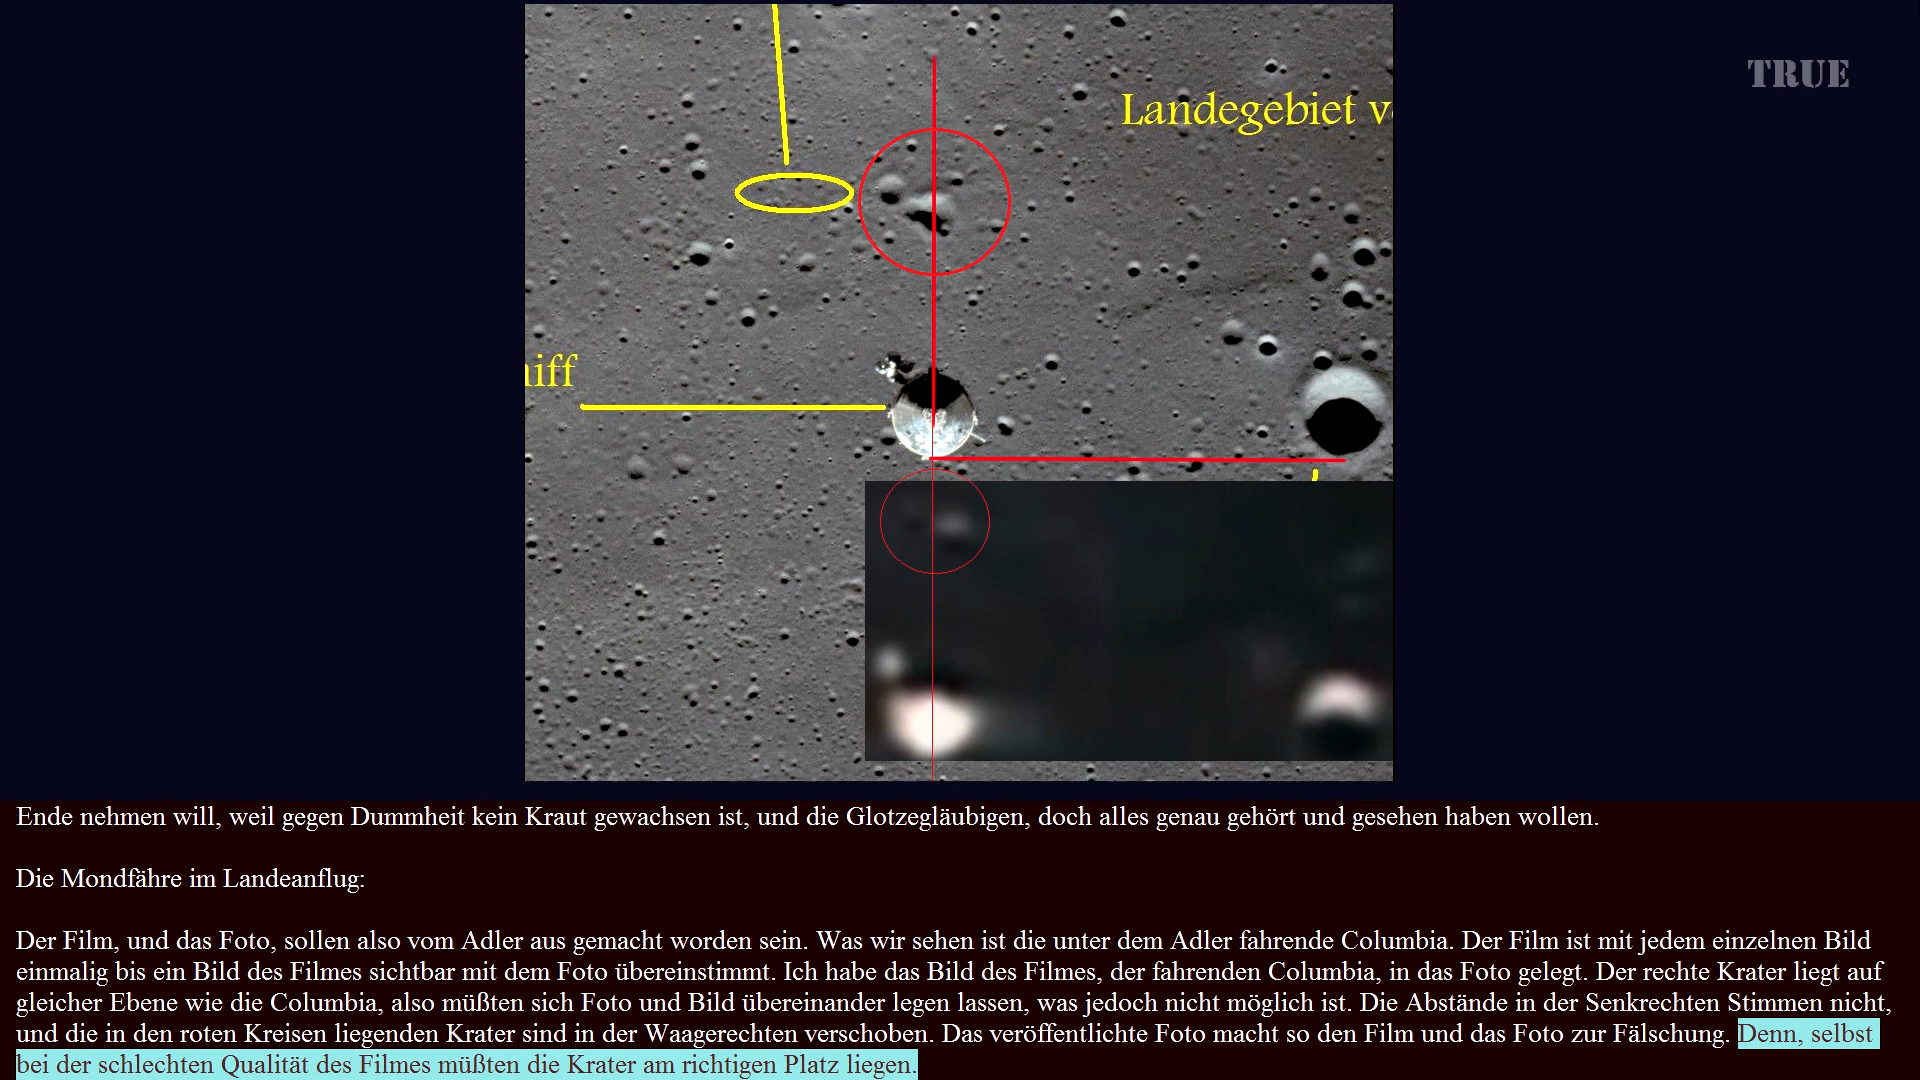 TRUE
Landegebiet v
iff
Ende nehmen will, weil gegen Dummheit kein Kraut gewachsen ist, und die Glotzegläubigen, doch alles genau gehört und gesehen haben wollen.
Die Mondfähre im Landeanflug:
Der Film, und das Foto, sollen also vom Adler aus gemacht worden sein. Was wir sehen ist die unter dem Adler fahrende Columbia. Der Film ist mit jedem einzelnen Bild
einmalig bis ein Bild des Filmes sichtbar mit dem Foto übereinstimmt. Ich habe das Bild des Filmes, der fahrenden Columbia, in das Foto gelegt. Der rechte Krater liegt auf
gleicher Ebene wie die Columbia, also müßten sich Foto und Bild übereinander legen lassen, was jedoch nicht möglich ist. Die Abstände in der Senkrechten Stimmen nicht,
und die in den roten Kreisen liegenden Krater sind in der Waagerechten verschoben. Das veröffentlichte Foto macht so den Film und das Foto zur Fälschung. Denn, selbst
bei der schlechten Qualität des Filmes müßten die Krater am richtigen Platz liegen.